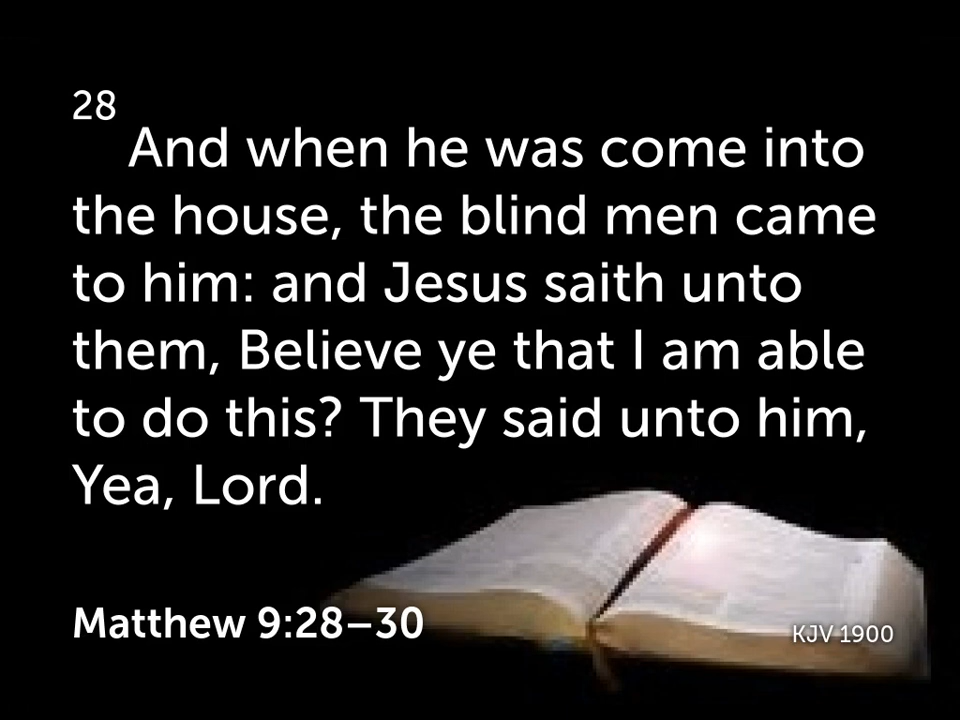 28
And when he was come into
the house, the blind men came
to him: and Jesus saith unto
them, Believe ye that I am able
to do this? They said unto him,
Yea, Lord.
Matthew 9:28–30
KJV 1900